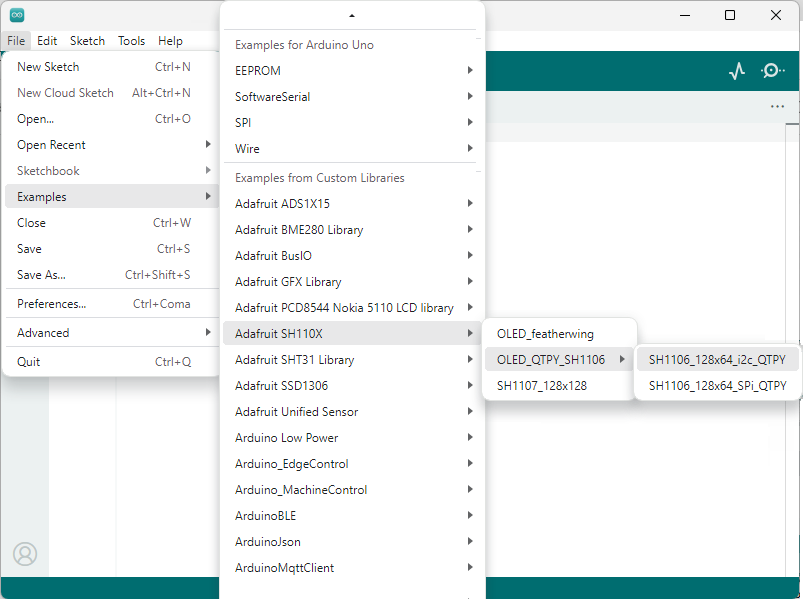 File Edit Sketch Tools Help
New Sketch Ctrl+N
New Cloud Sketch Alt+Ctrl+N
Open... Ctrl+O
Open Recent
Sketchbook
Examples
Close Ctrl+W
Save Ctrl+S
Save As... Ctrl+Shift+S
Preferences... Ctrl+Comma
Advanced
Quit Ctrl+Q
Examples for Arduino Uno
EEPROM
SoftwareSerial
SPI
Wire
Examples from Custom Libraries
Adafruit ADS1X15
Adafruit BME280 Library
Adafruit BusIO
Adafruit GFX Library
Adafruit PCD8544 Nokia 5110 LCD library
Adafruit SH110X
Adafruit SHT31 Library
Adafruit SSD1306
Adafruit Unified Sensor
Arduino Low Power
Arduino_EdgeControl
Arduino_MachineControl
ArduinoBLE
ArduinoJson
ArduinoMqttClient
OLED_featherwing
OLED_QTPY_SH1106
SH1107_128x128
SH1106_128x64_i2c_QTPY
SH1106_128x64_SPi_QTPY